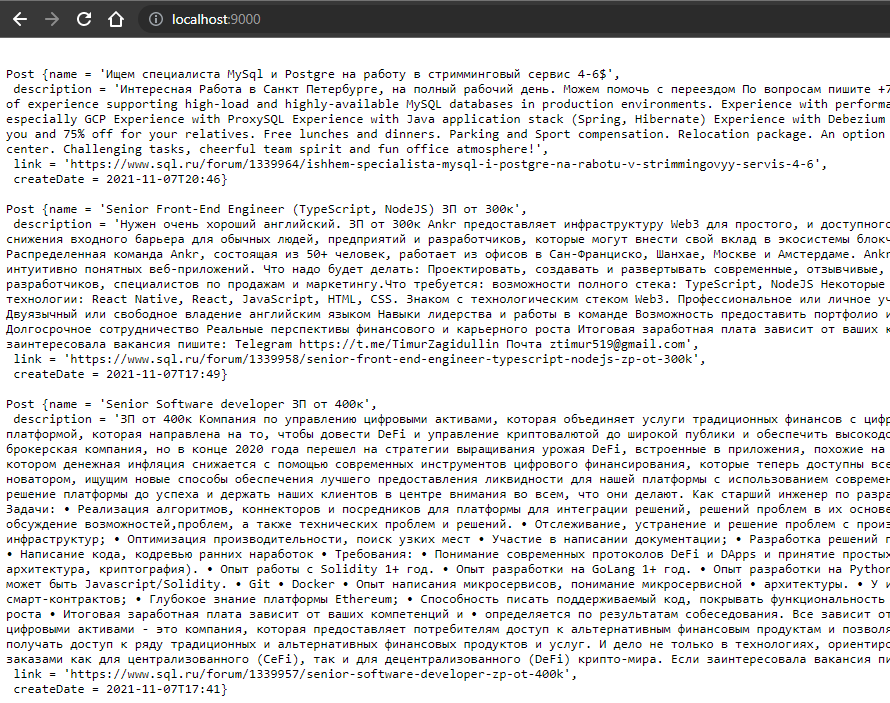 localhost:9000
Post {name = 'Ищем специалиста MySql и Postgre на работу в стримминговый сервис 4-6$',
description = 'Интересная Работа в Санкт Петербурге, на полный рабочий день. Можем помочь с переездом По вопросам пишите +7
of experience supporting high-load and highly-available MySQL databases in production environments. Experience with
especially GCP Experience with ProxySQL Experience with Java application stack (Spring, Hibernate) Experience with Debezium
you and 75% off for your relatives. Free lunches and dinners. Parking and Sport compensation. Relocation package. An option
center. Challenging tasks, cheerful team spirit and fun office atmosphere!',
link = 'https://www.sql.ru/forum/1339964/ishhem-specialista-mysql-i-postgre-na-rabotu-v-strimmingovyy-servis-4-6',
createDate = 2021-11-07T20:46}
Post {name = 'Senior Front-End Engineer (TypeScript, NodeJS) ЗП от 300к',
description = 'Нужен очень хороший английский. ЗП от 300к Ankr предоставляет инфраструктуру Web3 для простого, и доступного
снижения входного барьера для обычных людей, предприятий и разработчиков, которые могут внести свой вклад в экосистемы
Распределенная команда Ankr, состоящая из 50+ человек, работает из офисов в Сан-Франциско, Шанхае, Москве и Амстердаме. Ankr
интуитивно понятных веб-приложений. Что надо будет делать: Проектировать, создавать и развертывать современные, отзывчивые,
разработчиков, специалистов по продажам и маркетингу.Что требуется: возможности полного стека: TypeScript, NodeJS Некоторые
технологии: React Native, React, JavaScript, HTML, CSS. Знаком с технологическим стеком Web3. Профессиональное или личное
Двуязычный или свободное владение английским языком Навыки лидерства и работы в команде Возможность предоставить портфолио и
Долгосрочное сотрудничество Реальные перспективы финансового и карьерного роста Итоговая заработная плата зависит от ваших
заинтересовала вакансия пишите: Telegram https://t.me/TimurZagidullin Почта ztimur519@gmail.com',
link = 'https://www.sql.ru/forum/1339958/senior-front-end-engineer-typescript-nodejs-zp-ot-300k',
createDate = 2021-11-07T17:49}
Post {name = 'Senior Software developer ЗП от 400к',
description = 'ЗП от 400к Компания по управлению цифровыми активами, которая объединяет услуги традиционных финансов с
платформой, которая направлена на то, чтобы довести DeFi и управление криптовалютой до широкой публики и обеспечить
брокерская компания, но в конце 2020 года перешел на стратегии выращивания урожая DeFi, встроенные в приложения, похожие на
котором денежная инфляция снижается с помощью современных инструментов цифрового финансирования, которые теперь доступны
новатором, ищущим новые способы обеспечения лучшего предоставления ликвидности для нашей платформы с использованием
решение платформы до успеха и держать наших клиентов в центре внимания во всем, что они делают. Как старший инженер по
Задачи: • Реализация алгоритмов, коннекторов и посредников для платформы для интеграции решений, решений проблем в их основе
обсуждение возможностей,проблем, а также технических проблем и решений. • Отслеживание, устранение и решение проблем с
инфраструктур; • Оптимизация производительности, поиск узких мест • Участие в написании документации; • Разработка решений
• Написание кода, кодревью ранних наработок • Требования: • Понимание современных протоколов DeFi и DApps и принятие простых
архитектура, криптография). • Опыт работы с Solidity 1+ год. • Опыт разработки на GoLang 1+ год. • Опыт разработки на Python
может быть Javascript/Solidity. • Git • Docker • Опыт написания микросервисов, понимание микросервисной • архитектуры. • У
смарт-контрактов; • Глубокое знание платформы Ethereum; • Способность писать поддерживаемый код, покрывать функциональность
роста • Итоговая заработная плата зависит от ваших компетенций и • определяется по результатам собеседования. Все зависит от
цифровыми активами - это компания, которая предоставляет потребителям доступ к альтернативным финансовым продуктам и
получать доступ к ряду традиционных и альтернативных финансовых продуктов и услуг. И дело не только в технологиях,
заказами как для централизованного (CeFi), так и для децентрализованного (DeFi) крипто-мира. Если заинтересовала вакансия
link = 'https://www.sql.ru/forum/1339957/senior-software-developer-zp-ot-400k',
createDate = 2021-11-07T17:41}